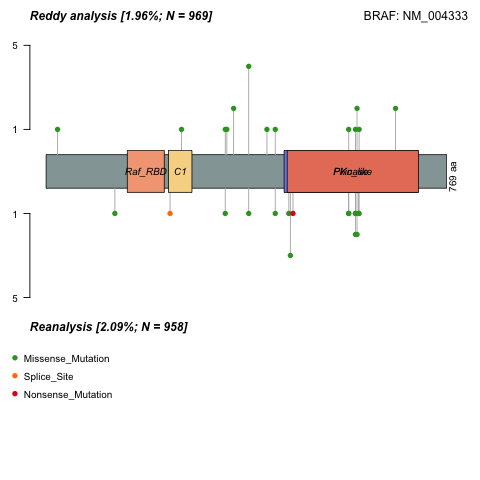 Reddy analysis [1.96%; N = 969]
BRAF: NM_004333
5
1
Raf_RBD
C1
769 aa
1
5
Reanalysis [2.09%; N = 958]
Missense_Mutation
Splice_Site
Nonsense_Mutation